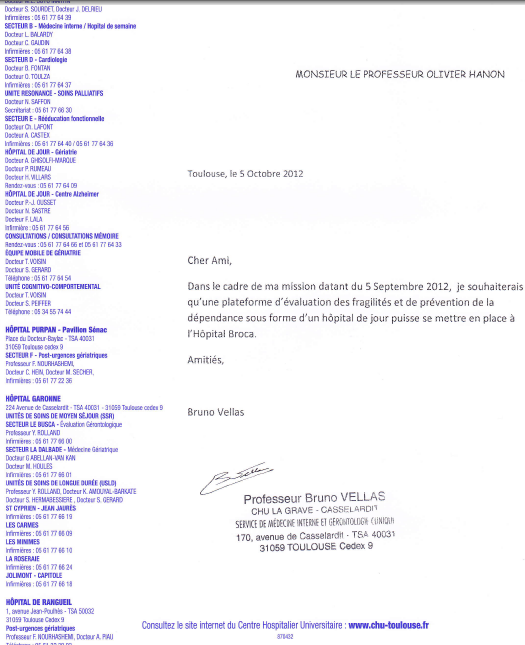 Docteur S. SOURDET, Docteur J. DELRIEU
Infirmières : 05 61 77 64 39
SECTEUR B - Médecine interne / Hopital de semaine
Docteur L. BALARDY
Docteur C. GAUDIN
Infirmières : 05 61 77 64 38
SECTEUR D - Cardiologie
Docteur B. FONTAN
Docteur O. TOULZA
Infirmières : 05 61 77 64 37
UNITE RESONANCE - SOINS PALLIATIFS
Docteur N. SAFFON
Secrétariat : 05 61 77 66 30
SECTEUR E - Rééducation fonctionnelle
Docteur Ch. LAFONT
Docteur A. CASTEX
Infirmières : 05 61 77 64 40 / 05 61 77 64 36
HÔPITAL DE JOUR - Gériatrie
Docteur A. GHISOLFI-MARQUE
Docteur P. RUMEAU
Docteur H. VILLARS
Rendez-vous : 05 61 77 64 09
HÔPITAL DE JOUR - Centre Alzheimer
Docteur P.-J. OUSSET
Docteur N. SASTRE
Docteur F. LALA
Infirmière : 05 61 77 64 56
CONSULTATIONS / CONSULTATIONS MÉMOIRE
Rendez-vous : 05 61 77 64 66 et 05 61 77 64 33
ÉQUIPE MOBILE DE GÉRIATRIE
Docteur T. VOISIN
Docteur S. GERARD
Téléphone : 05 61 77 64 54
UNITÉ COGNITIVO-COMPORTEMENTAL
Docteur T. VOISIN
Docteur S. PEIFFER
Téléphone : 05 34 55 74 44
HÔPITAL PURPAN - Pavillon Sénac
Place du Docteur-Baylac - TSA 40031
31059 Toulouse cedex 9
SECTEUR F - Post-urgences gériatriques
Professeur F. NOURHASHEMI,
Docteur C. HEIN, Docteur M. SECHER,
Infirmières : 05 61 77 22 36
HÔPITAL GARONNE
224 Avenue de Casselardit - TSA 40031 - 31059 Toulouse cedex 9
UNITÉS DE SOINS DE MOYEN SÉJOUR (SSR)
SECTEUR LE BUSCA - Évaluation Gérontologique
Professeur Y. ROLLAND
Infirmières : 05 61 77 66 00
SECTEUR LA DALBADE - Médecine Gériatrique
Docteur G ABELLAN-VAN KAN
Docteur M. HOULES
Infirmières : 05 61 77 66 01
UNITÉS DE SOINS DE LONGUE DURÉE (USLD)
Professeur Y. ROLLAND, Docteur K. AMOUYAL-BARKATE
Docteur S. HERMABESSIERE, Docteur S. GERARD
ST CYPRIEN - JEAN JAURÈS
Infirmières : 05 61 77 66 19
LES CARMES
Infirmières : 05 61 77 66 09
LES MINIMES
Infirmières : 05 61 77 66 10
LA ROSERAIE
Infirmières : 05 61 77 66 24
JOLIMONT - CAPITOLE
Infirmières : 05 61 77 66 18
HÔPITAL DE RANGUEIL
1, avenue Jean-Poulhès - TSA 50032
31059 Toulouse Cedex 9
Post-urgences gériatriques
Professeur F. NOURHASHEMI, Docteur A. PIAU
MONSIEUR LE PROFESSEUR OLIVIER HANON
Toulouse, le 5 Octobre 2012
Cher Ami,
Dans le cadre de ma mission datant du 5 Septembre 2012, je souhaiterais
qu'une plateforme d'évaluation des fragilités et de prévention de la
dépendance sous forme d'un hôpital de jour puisse se mettre en place à
l'Hôpital Broca.
Amitiés,
Bruno Vellas
Professeur Bruno VELLAS
CHU LA GRAVE - CASSELARDIT
SERVICE DE MÉDECINE INTERNE ET GÉRONTOLOGIE CLINIQUE
170, avenue de Casselardit - TSA 40031
31059 TOULOUSE Cedex 9
Consultez le site internet du Centre Hospitalier Universitaire : www.chu-toulouse.fr
870432